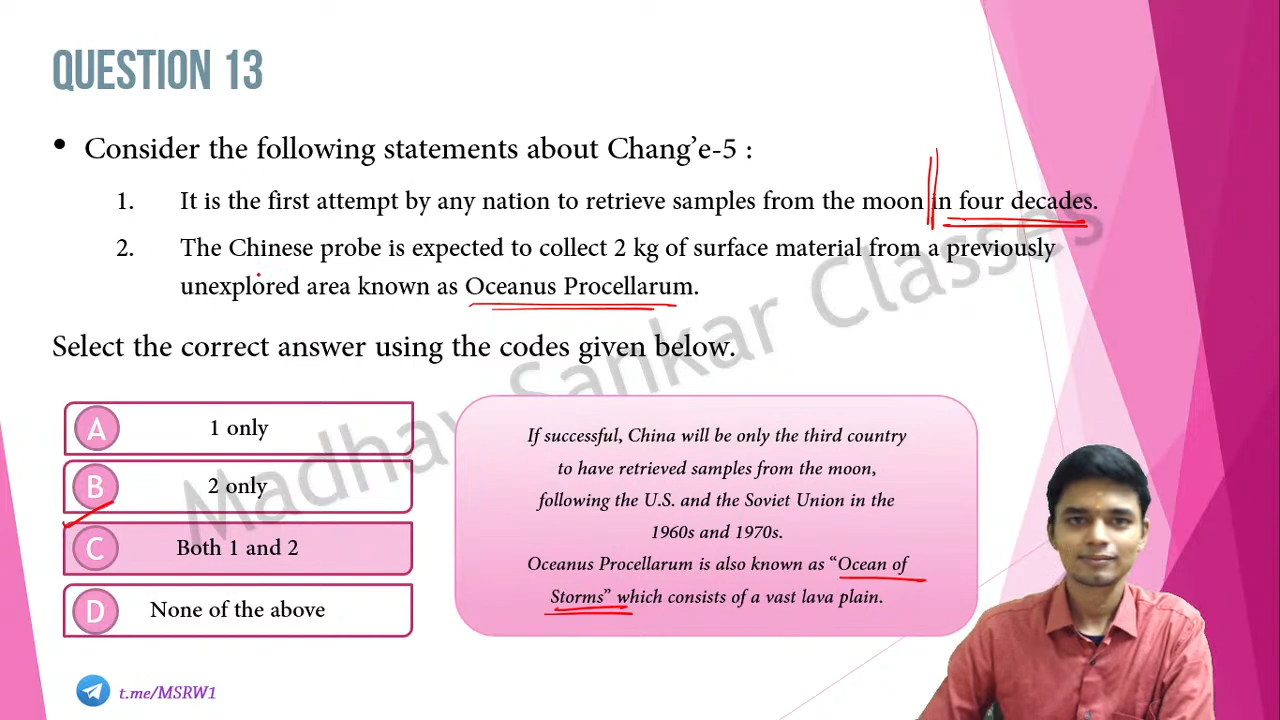 QUESTION 13
• Consider the following statements about Chang’e-5 :
1. It is the first attempt by any nation to retrieve samples from the moon in four decades.
2. The Chinese probe is expected to collect 2 kg of surface material from a previously
unexplored area known as Oceanus Procellarum.
Select the correct answer using the codes given below.
A 1 only
B 2 only
C Both 1 and 2
D None of the above
If successful, China will be only the third country
to have retrieved samples from the moon,
following the U.S. and the Soviet Union in the
1960s and 1970s.
Oceanus Procellarum is also known as “Ocean of
Storms” which consists of a vast lava plain.
Madhav Sankar Classes
t.me/MSRW1